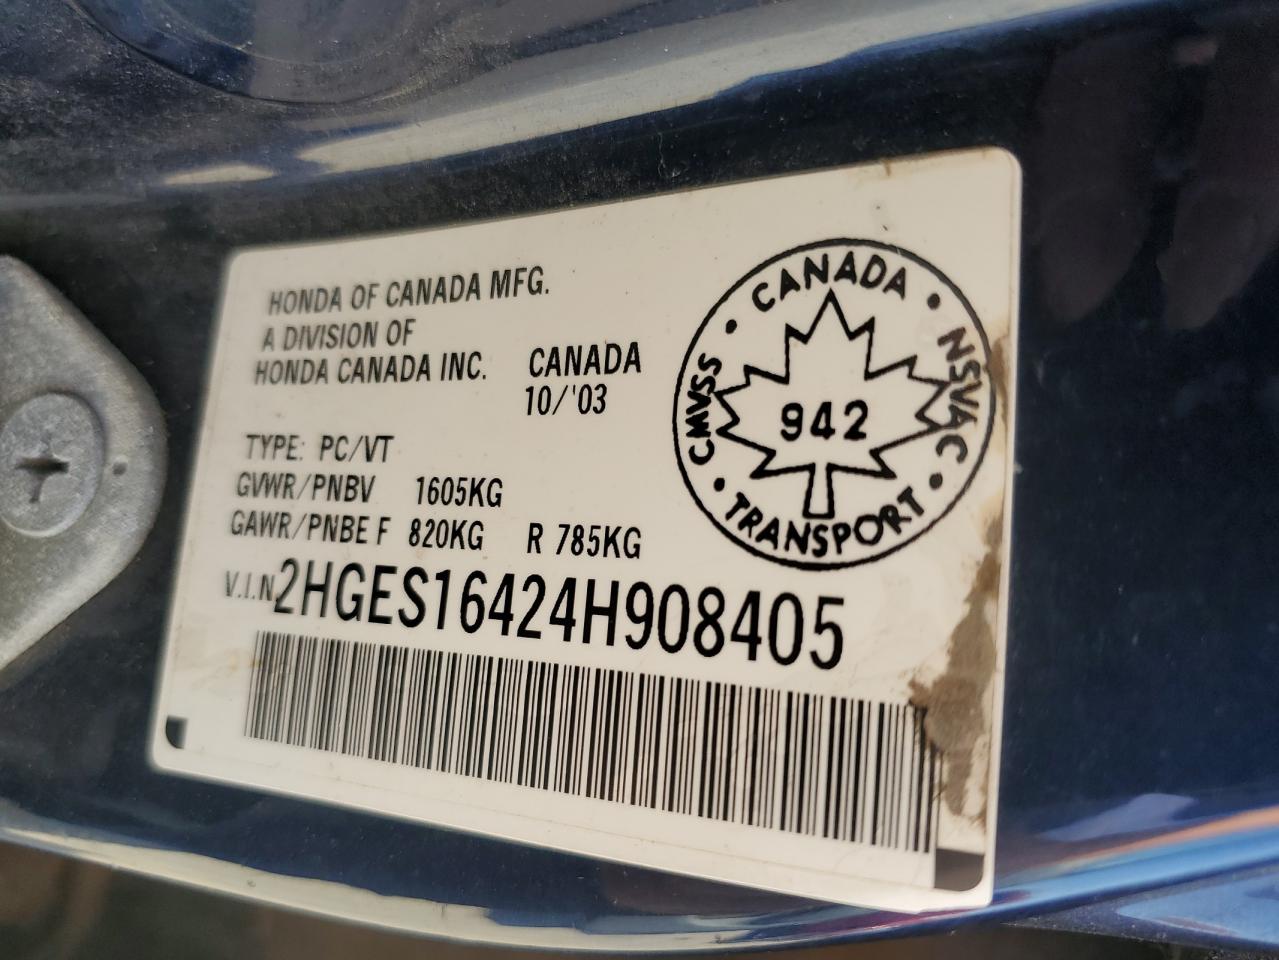 HONDA OF CANADA MFG.
A DIVISION OF
HONDA CANADA INC. CANADA
10/'03
TYPE: PC/VT
GVWR/PNBV 1605KG
GAWR/PNBE F 820KG R 785KG
V.I.N. 2HGES16424H908405
CANADA • NSVAC • TRANSPORT • CMVSS •
942